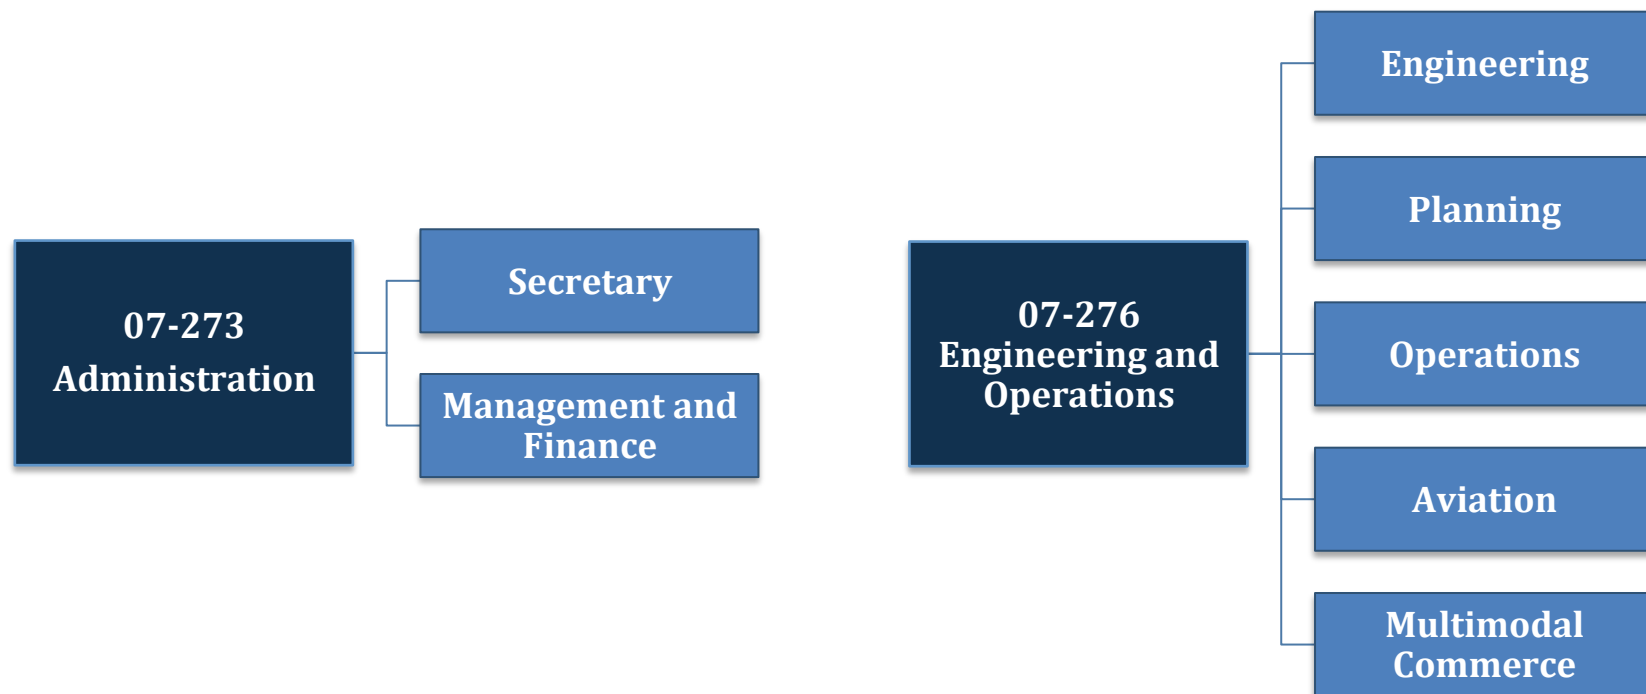 07-273
Administration
Secretary
Management and
Finance
07-276
Engineering and
Operations
Engineering
Planning
Operations
Aviation
Multimodal
Commerce